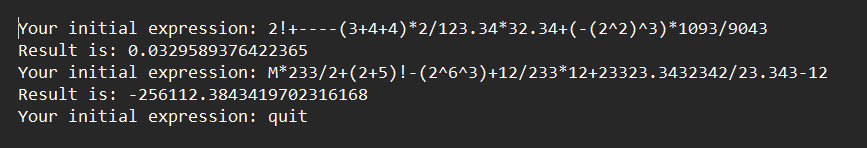 Your initial expression: 2!+----(3+4+4)*2/123.34*32.34+(-(2^2)^3)*1093/9043
Result is: 0.0329589376422365
Your initial expression: M*233/2+(2+5)!-(2^6^3)+12/233*12+23323.3432342/23.343-12
Result is: -256112.3843419702316168
Your initial expression: quit